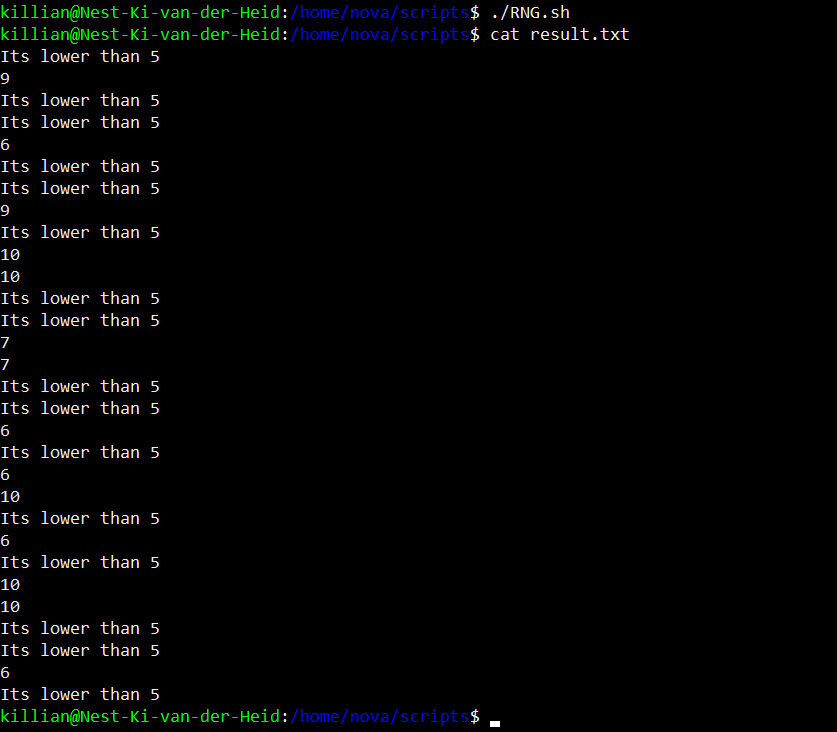 killian@Nest-Ki-van-der-Heid:/home/nova/scripts$ ./RNG.sh
killian@Nest-Ki-van-der-Heid:/home/nova/scripts$ cat result.txt
Its lower than 5
9
Its lower than 5
Its lower than 5
6
Its lower than 5
Its lower than 5
9
Its lower than 5
10
10
Its lower than 5
Its lower than 5
7
7
Its lower than 5
Its lower than 5
6
Its lower than 5
6
10
Its lower than 5
6
Its lower than 5
10
10
Its lower than 5
Its lower than 5
6
Its lower than 5
killian@Nest-Ki-van-der-Heid:/home/nova/scripts$